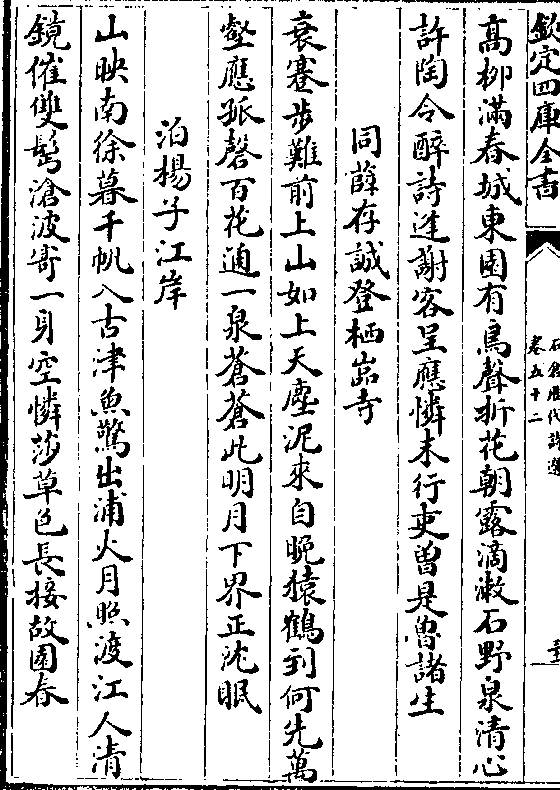 欽定四庫全書
石倉歷代詩選
卷五十二
高柳滿春城東園有鳥聲折花朝露滴漱石野泉清心
許陶令醉詩逢謝客呈應憐末行吏曽是魯諸生
同薛存誠登栖岩寺
衰蹇步難前上山如上天塵泥來自晚猿鶴到何先萬
壑應孤磬百花通一泉蒼蒼此明月下界正沈眠
泊楊子江岸
山映南徐暮千帆入古津魚驚出浦火月照渡江人清
鏡催雙鬢滄波寄一身空憐莎草色長接故園春